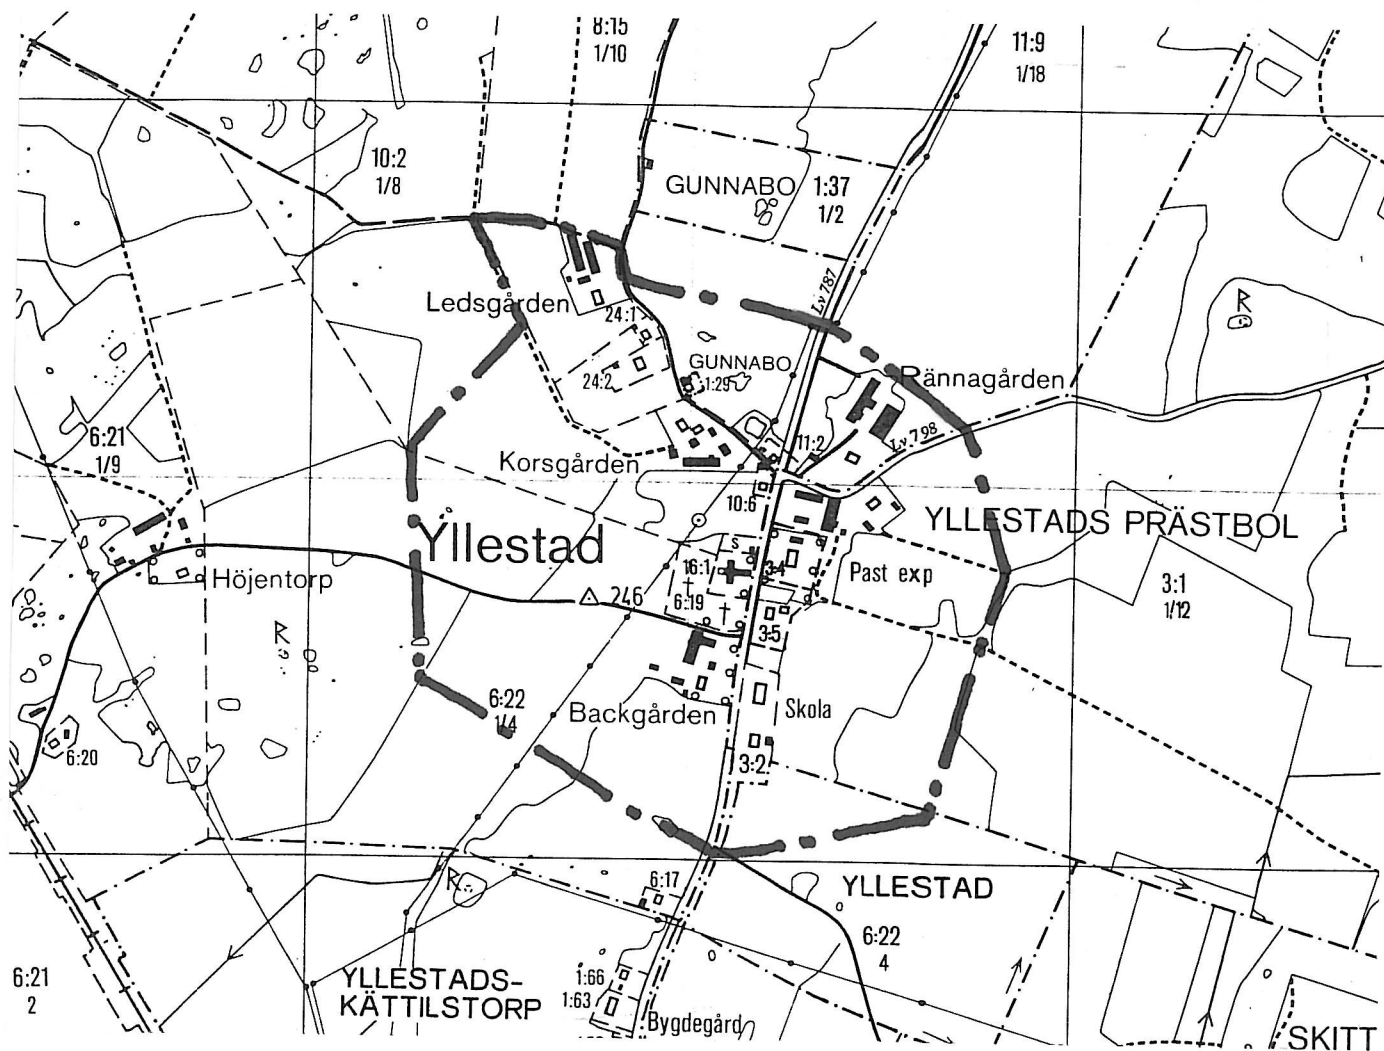 8:15
1/10
11:9
1/18
10:2
1/8
GUNNABO 1:37
1/2
Lv 787
Ledsgården
24:1
R
GUNNABO
1:29
24:2
Rännagården
6:21
1/9
11:2
Lv 798
Korsgården
10:6
YLLESTADS PRÄSTBOL
Yllestad
S
16:1
3:4
Past exp
3:1
1/12
Höjentorp
246
6:19
R
3:5
6:22
1/4
Backgården
Skola
6:20
3:2
R
6:17
YLLESTAD
6:22
4
6:21
2
YLLESTADS-
KÄTTILSTORP
1:66
1:63
Bygdegård
SKITT